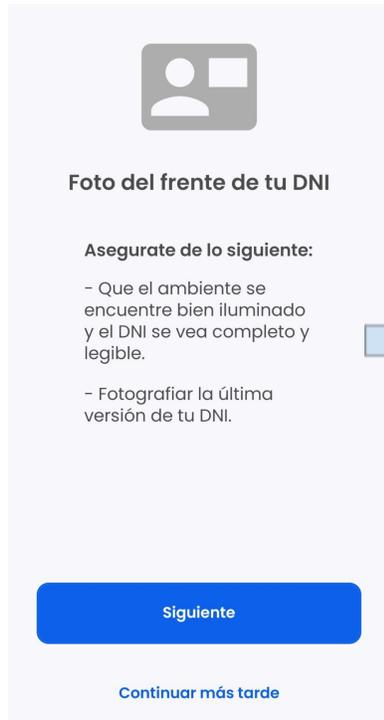 Foto del frente de tu DNI
Asegurate de lo siguiente:
- Que el ambiente se
encuentre bien iluminado
y el DNI se vea completo y
legible.
- Fotografiar la última
versión de tu DNI.
Siguiente
Continuar más tarde